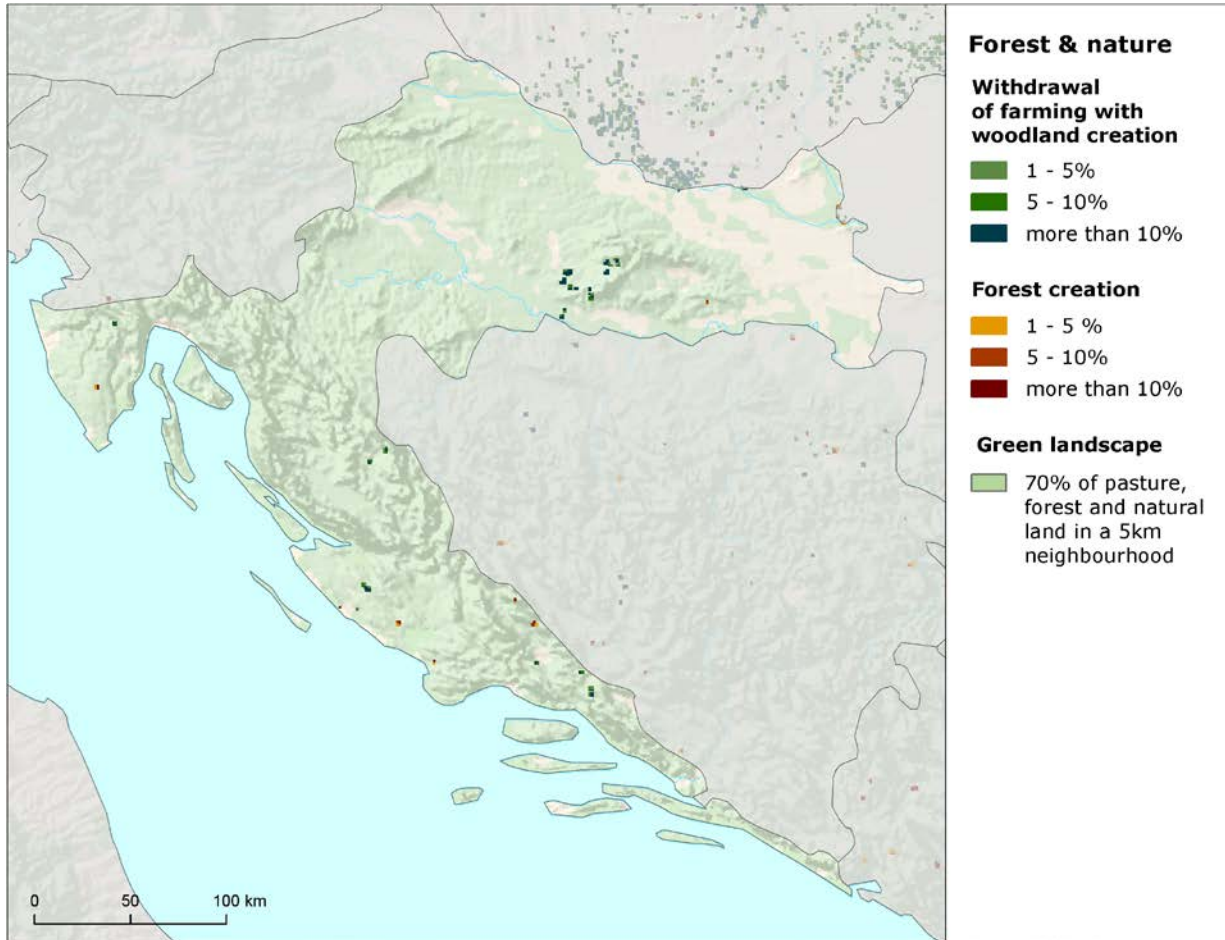 Forest & nature
Withdrawal
of farming with
woodland creation
1 - 5%
5 - 10%
more than 10%
Forest creation
1 - 5 %
5 - 10%
more than 10%
Green landscape
70% of pasture,
forest and natural
land in a 5km
neighbourhood
0 50 100 km